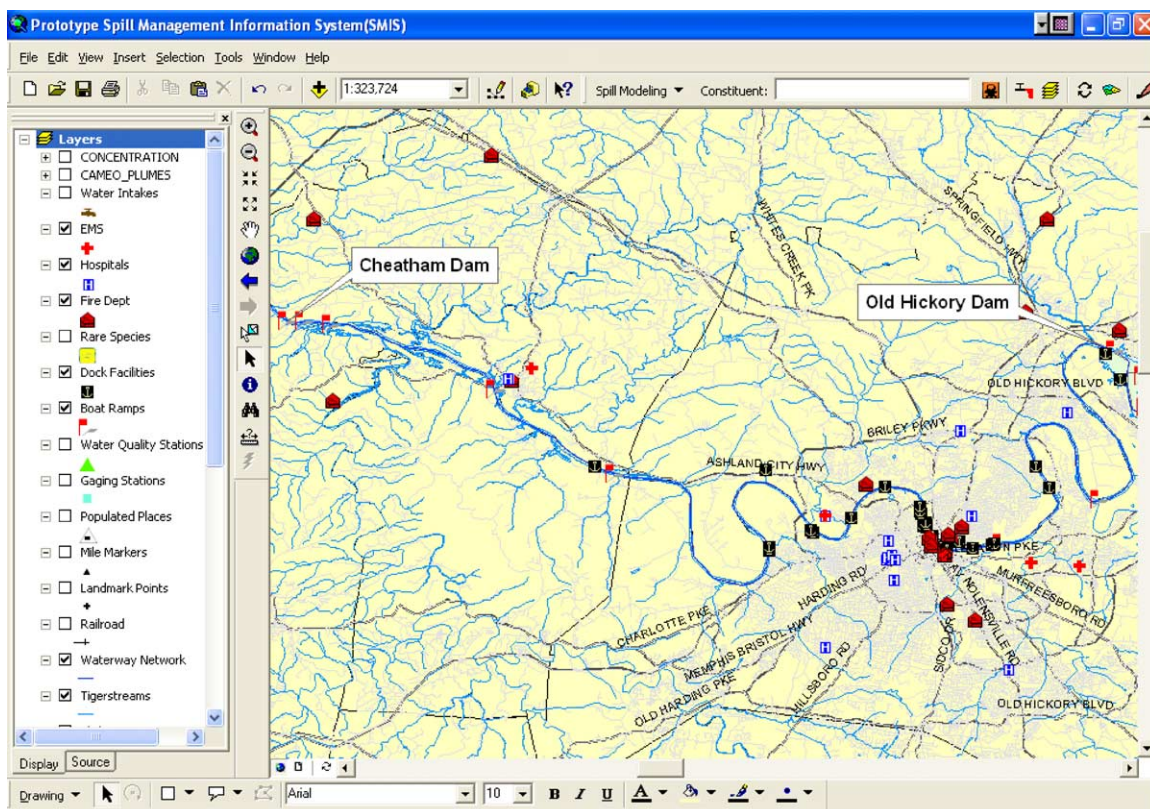 Prototype Spill Management Information System(SMIS)
File Edit View Insert Selection Tools Window Help
1:323,724 Spill Modeling Constituent:
Layers
CONCENTRATION
CAMEO_PLUMES
Water Intakes
EMS
Hospitals
H
Fire Dept
Rare Species
Dock Facilities
Boat Ramps
Water Quality Stations
Gaging Stations
Populated Places
Mile Markers
Landmark Points
Railroad
Waterway Network
Tigerstreams
Display Source
Cheatham Dam
Old Hickory Dam
SPRINGFIELD HWY
WHITES CREEK PK
OLD HICKORY BLVD
BRILEY PKWY
ASHLAND CITY HWY
HARDING RD
CHARLOTTE PKE
MEMPHIS BRISTOL HWY
OLD HARDING PKE
HILLSBORO RD
SIDCO DR
NOLENSVILLE RD
MURFREESBORO RD
OLD HICKORY BLVD
Drawing Arial 10 B I U A